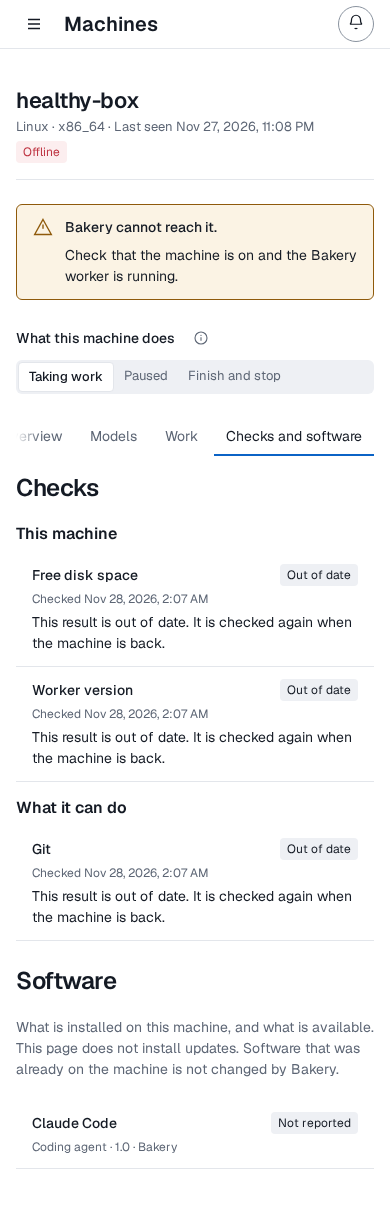 Machines
healthy-box
Linux · x86_64 · Last seen Nov 27, 2026, 11:08 PM
Offline
Bakery cannot reach it.
Check that the machine is on and the Bakery
worker is running.
What this machine does
Taking work Paused Finish and stop
erview Models Work Checks and software
Checks
This machine
Free disk space Out of date
Checked Nov 28, 2026, 2:07 AM
This result is out of date. It is checked again when
the machine is back.
Worker version Out of date
Checked Nov 28, 2026, 2:07 AM
This result is out of date. It is checked again when
the machine is back.
What it can do
Git Out of date
Checked Nov 28, 2026, 2:07 AM
This result is out of date. It is checked again when
the machine is back.
Software
What is installed on this machine, and what is available.
This page does not install updates. Software that was
already on the machine is not changed by Bakery.
Claude Code Not reported
Coding agent · 1.0 · Bakery